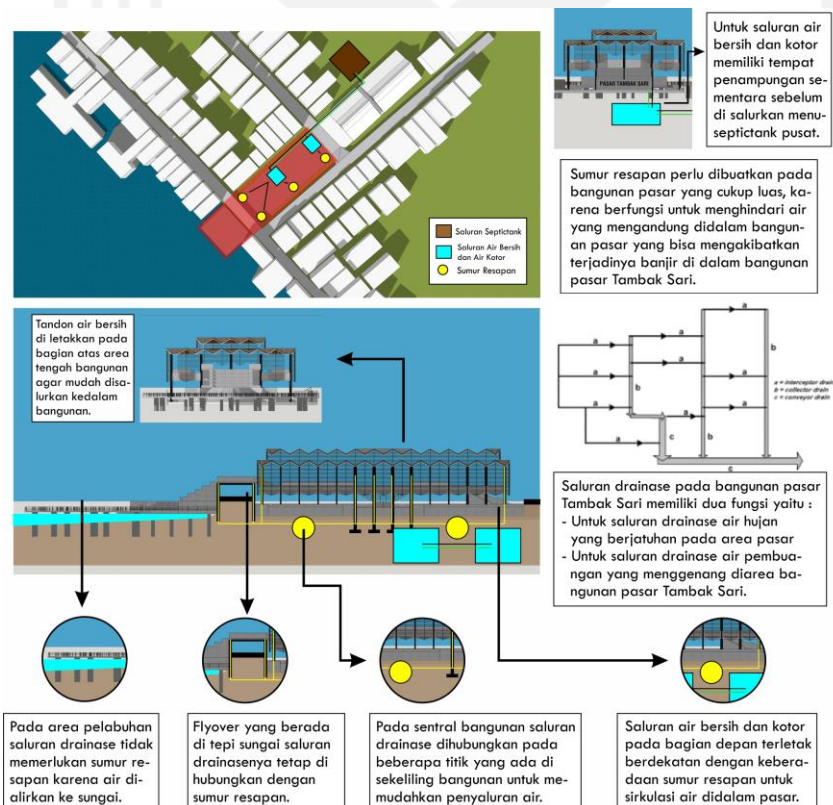 Saluran Septictank
Saluran Air Bersih
dan Air Kotor
Sumur Resapan
PASAR TAMBAK SARI
Untuk saluran air
bersih dan kotor
memiliki tempat
penampungan se-
mentara sebelum
di salurkan menu-
septictank pusat.
Sumur resapan perlu dibuatkan pada
bangunan pasar yang cukup luas, ka-
rena berfungsi untuk menghindari air
yang mengandung didalam bangun-
an pasar yang bisa mengakibatkan
terjadinya banjir di dalam bangunan
pasar Tambak Sari.
Tandon air bersih
di letakkan pada
bagian atas area
tengah bangunan
agar mudah disa-
lurkan kedalam
bangunan.
a
a
a
a
a
a
a
a
a
a
b
b
b
c
c
a = interceptor drain
b = collector drain
c = conveyor drain
Saluran drainase pada bangunan pasar
Tambak Sari memiliki dua fungsi yaitu :
- Untuk saluran drainase air hujan
yang berjatuhan pada area pasar
- Untuk saluran drainase air pembua-
ngan yang menggenang diarea ba-
ngunan pasar Tambak Sari.
Pada area pelabuhan
saluran drainase tidak
memerlukan sumur re-
sapan karena air di-
alirkan ke sungai.
Flyover yang berada
di tepi sungai saluran
drainasenya tetap di
hubungkan dengan
sumur resapan.
Pada sentral bangunan saluran
drainase dihubungkan pada
beberapa titik yang ada di
sekeliling bangunan untuk me-
mudahkan penyaluran air.
Saluran air bersih dan kotor
pada bagian depan terletak
berdekatan dengan kebera-
daan sumur resapan untuk
sirkulasi air didalam pasar.